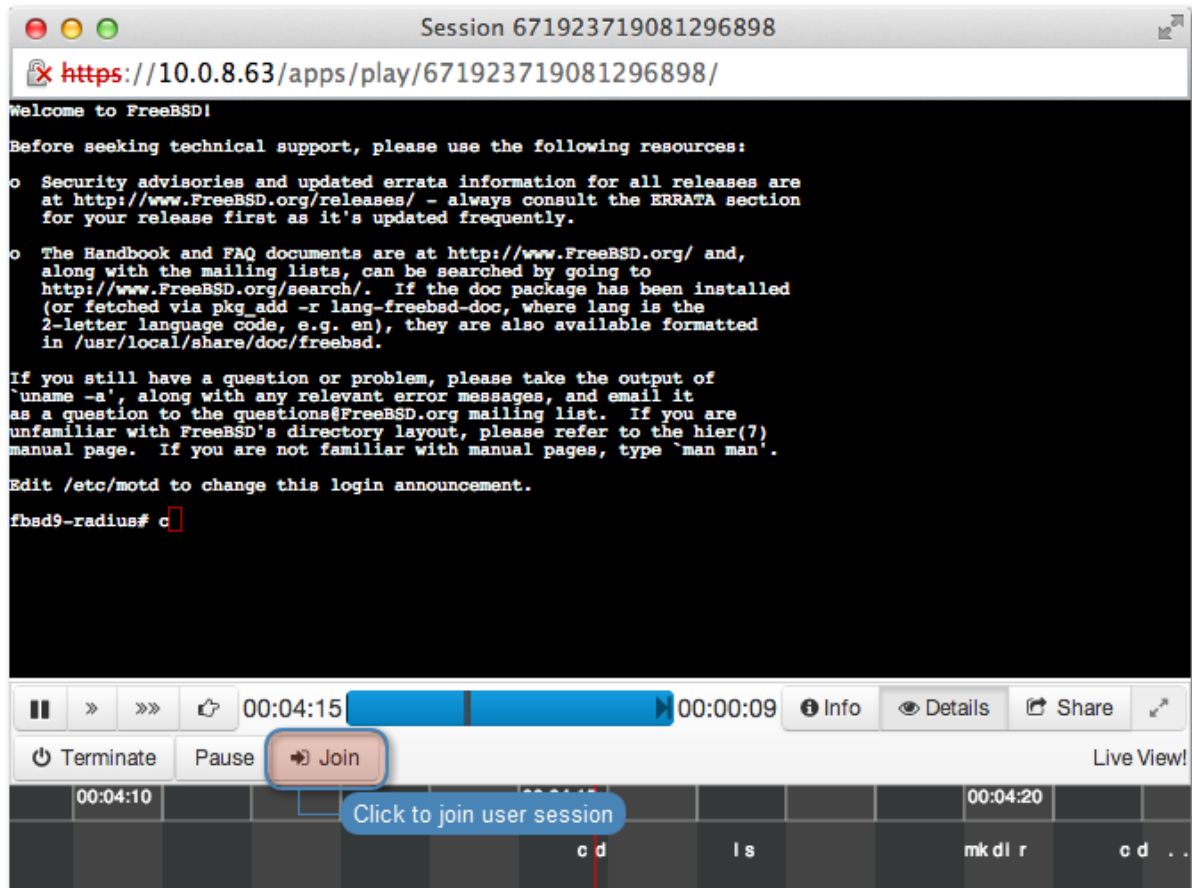 Session 671923719081296898
https://10.0.8.63/apps/play/671923719081296898/
Welcome to FreeBSD!
Before seeking technical support, please use the following resources:
o  Security advisories and updated errata information for all releases are
at http://www.FreeBSD.org/releases/ - always consult the ERRATA section
for your release first as it's updated frequently.
o  The Handbook and FAQ documents are at http://www.FreeBSD.org/ and,
along with the mailing lists, can be searched by going to
http://www.FreeBSD.org/search/.  If the doc package has been installed
(or fetched via pkg_add -r lang-freebsd-doc, where lang is the
2-letter language code, e.g. en), they are also available formatted
in /usr/local/share/doc/freebsd.
If you still have a question or problem, please take the output of
`uname -a', along with any relevant error messages, and email it
as a question to the questions@FreeBSD.org mailing list.  If you are
unfamiliar with FreeBSD's directory layout, please refer to the hier(7)
manual page.  If you are not familiar with manual pages, type `man man'.
Edit /etc/motd to change this login announcement.
fbsd9-radius# c
00:04:15 00:00:09 Info Details Share
Terminate Pause Join Live View!
00:04:10 00:04:20
Click to join user session
cd ls mkdir cd ..